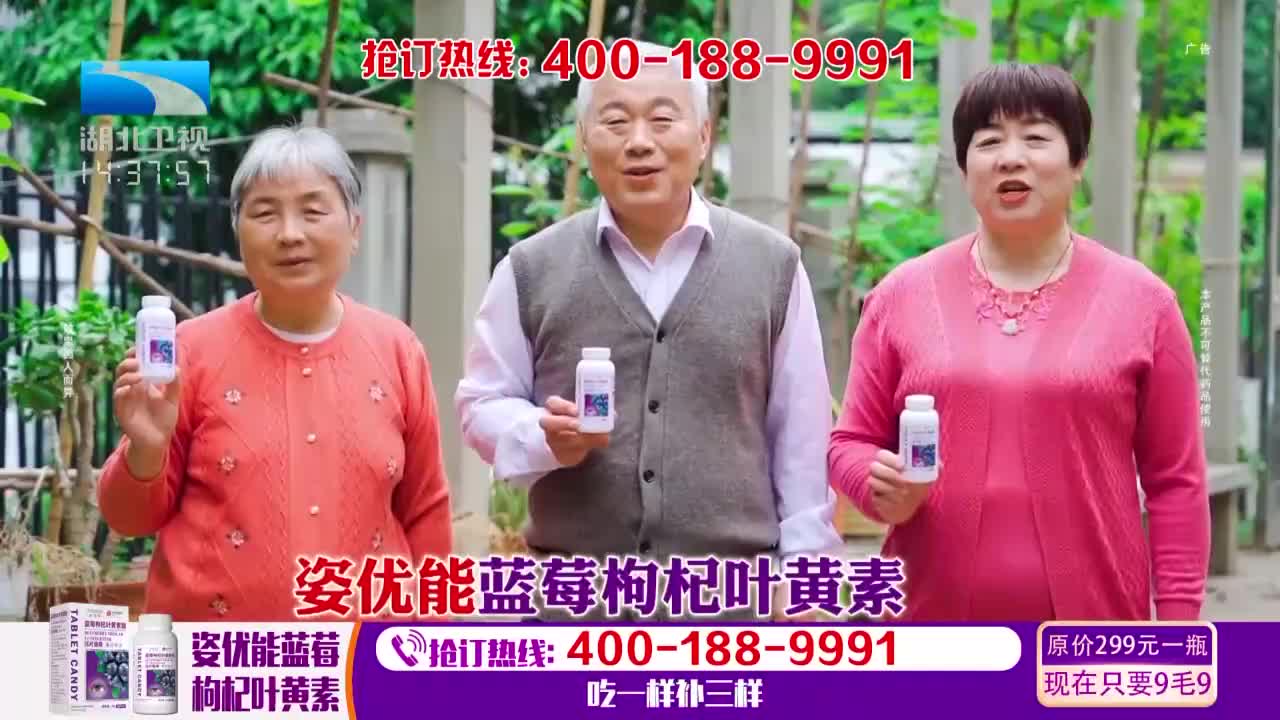 抢订热线：400-188-9991
广告
湖北卫视
14:37:57
本产品不可替代药品使用
姿优能蓝莓枸杞叶黄素
TABLET CANDY
TABLET CANDY
姿优能蓝莓
枸杞叶黄素
抢订热线：400-188-9991
吃一样补三样
原价299元一瓶
现在只要9毛9